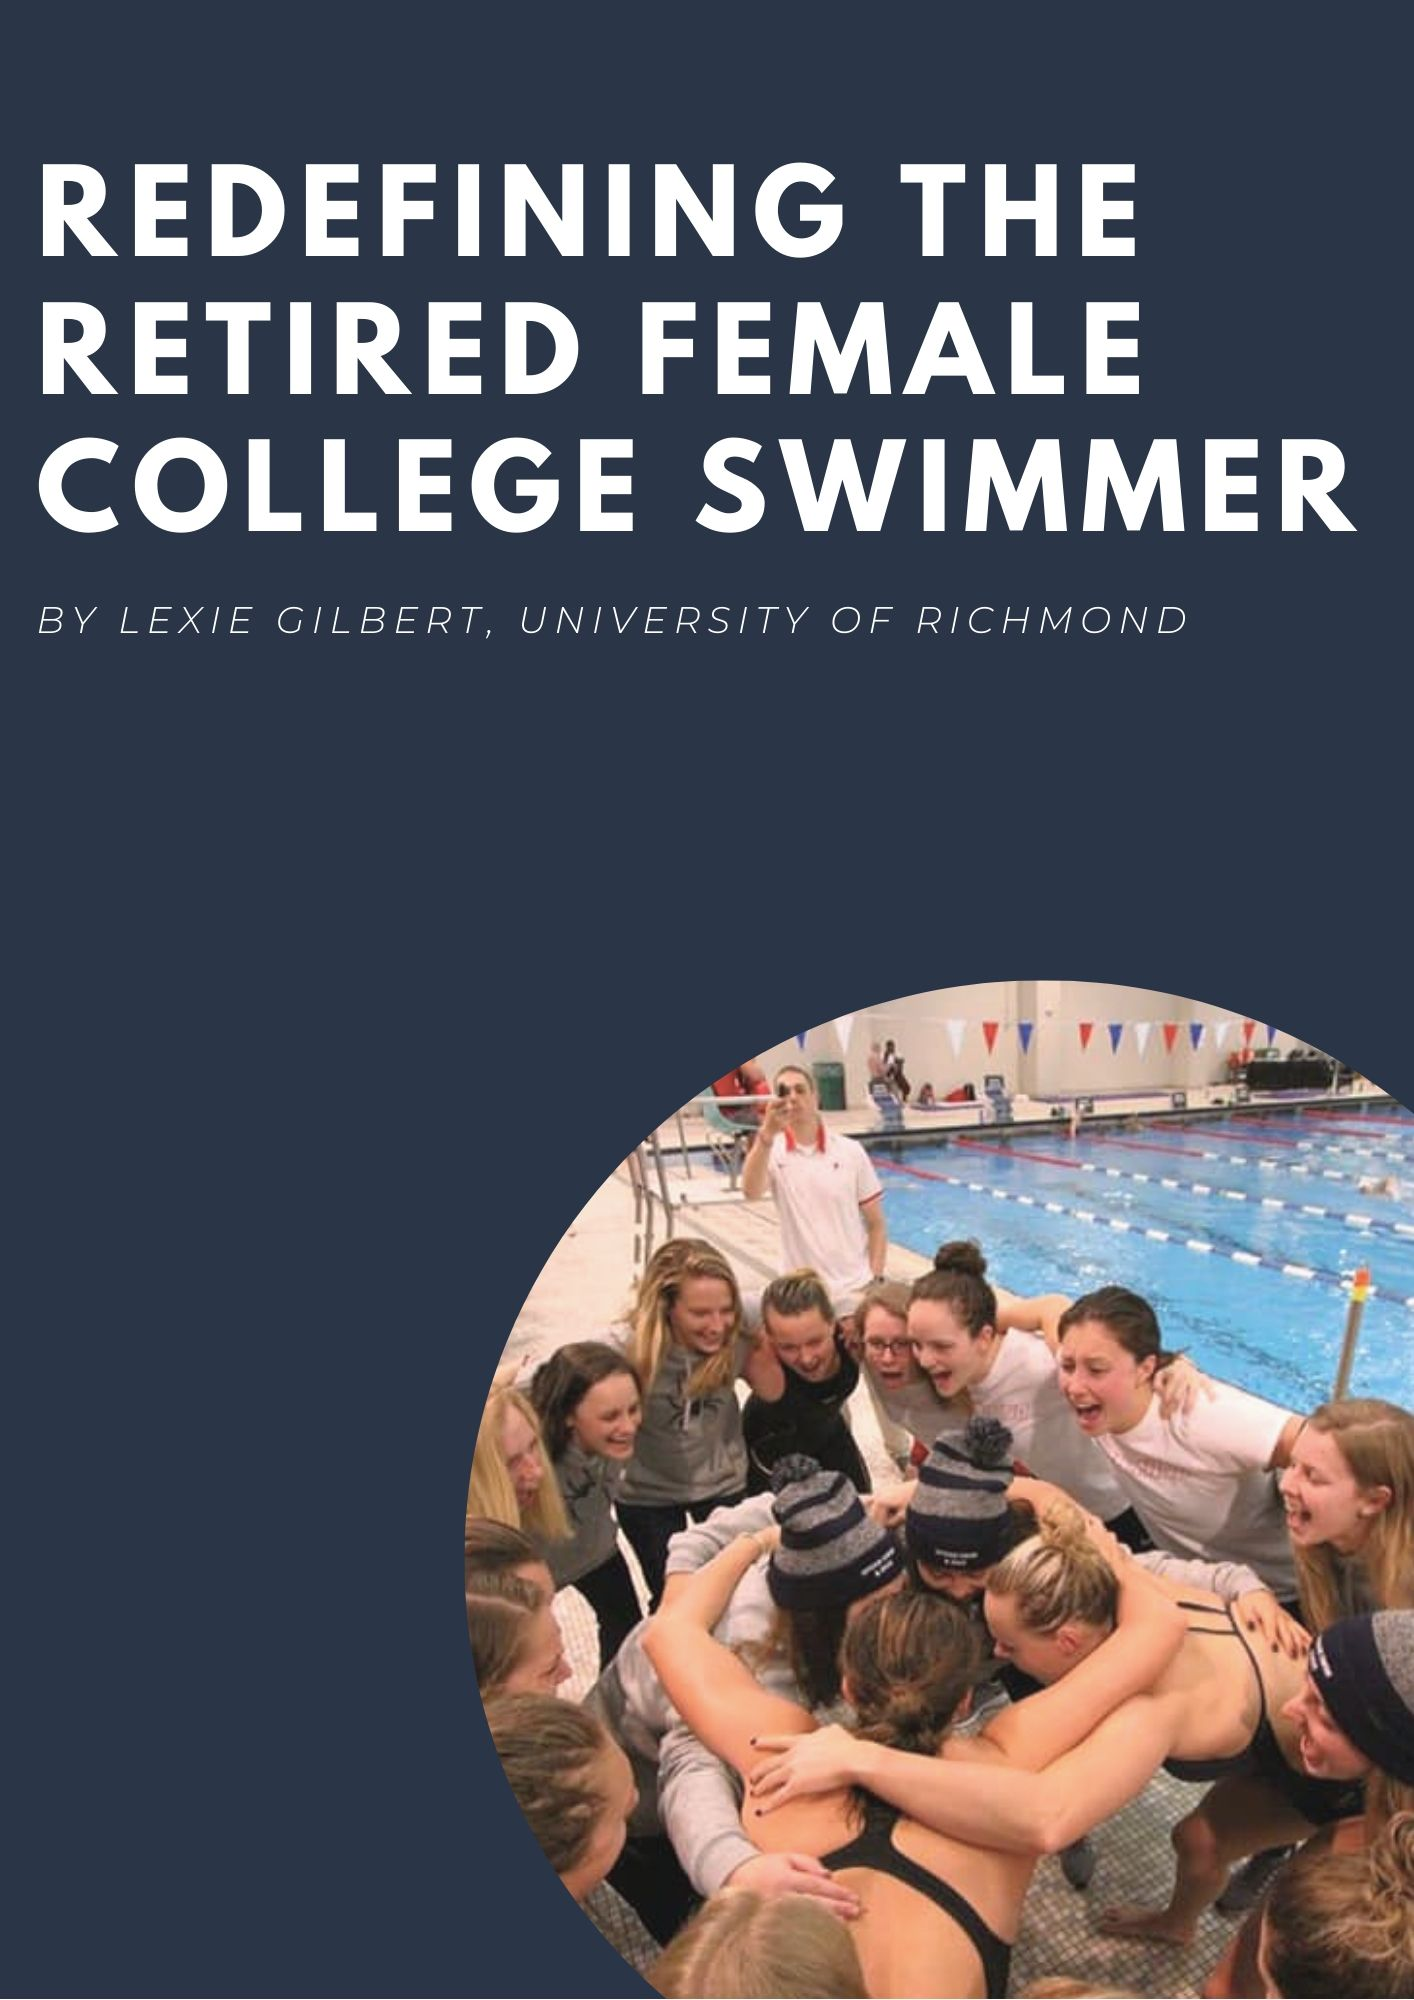 REDEFINING THE
RETIRED FEMALE
COLLEGE SWIMMER
BY LEXIE GILBERT, UNIVERSITY OF RICHMOND